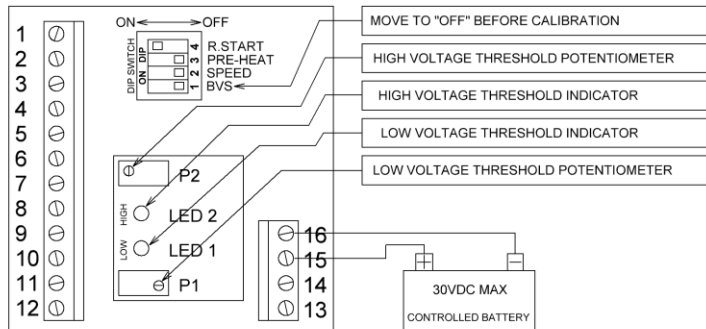 ON OFF
1
2
3
4
5
6
7
8
9
10
11
12
DIP SWITCH
ON DIP
4 R.START
3 PRE-HEAT
2 SPEED
1 BVS
MOVE TO "OFF" BEFORE CALIBRATION
HIGH VOLTAGE THRESHOLD POTENTIOMETER
HIGH VOLTAGE THRESHOLD INDICATOR
LOW VOLTAGE THRESHOLD INDICATOR
LOW VOLTAGE THRESHOLD POTENTIOMETER
P2
HIGH LED 2
LOW LED 1
P1
16
15
14
13
+ −
30VDC MAX
CONTROLLED BATTERY